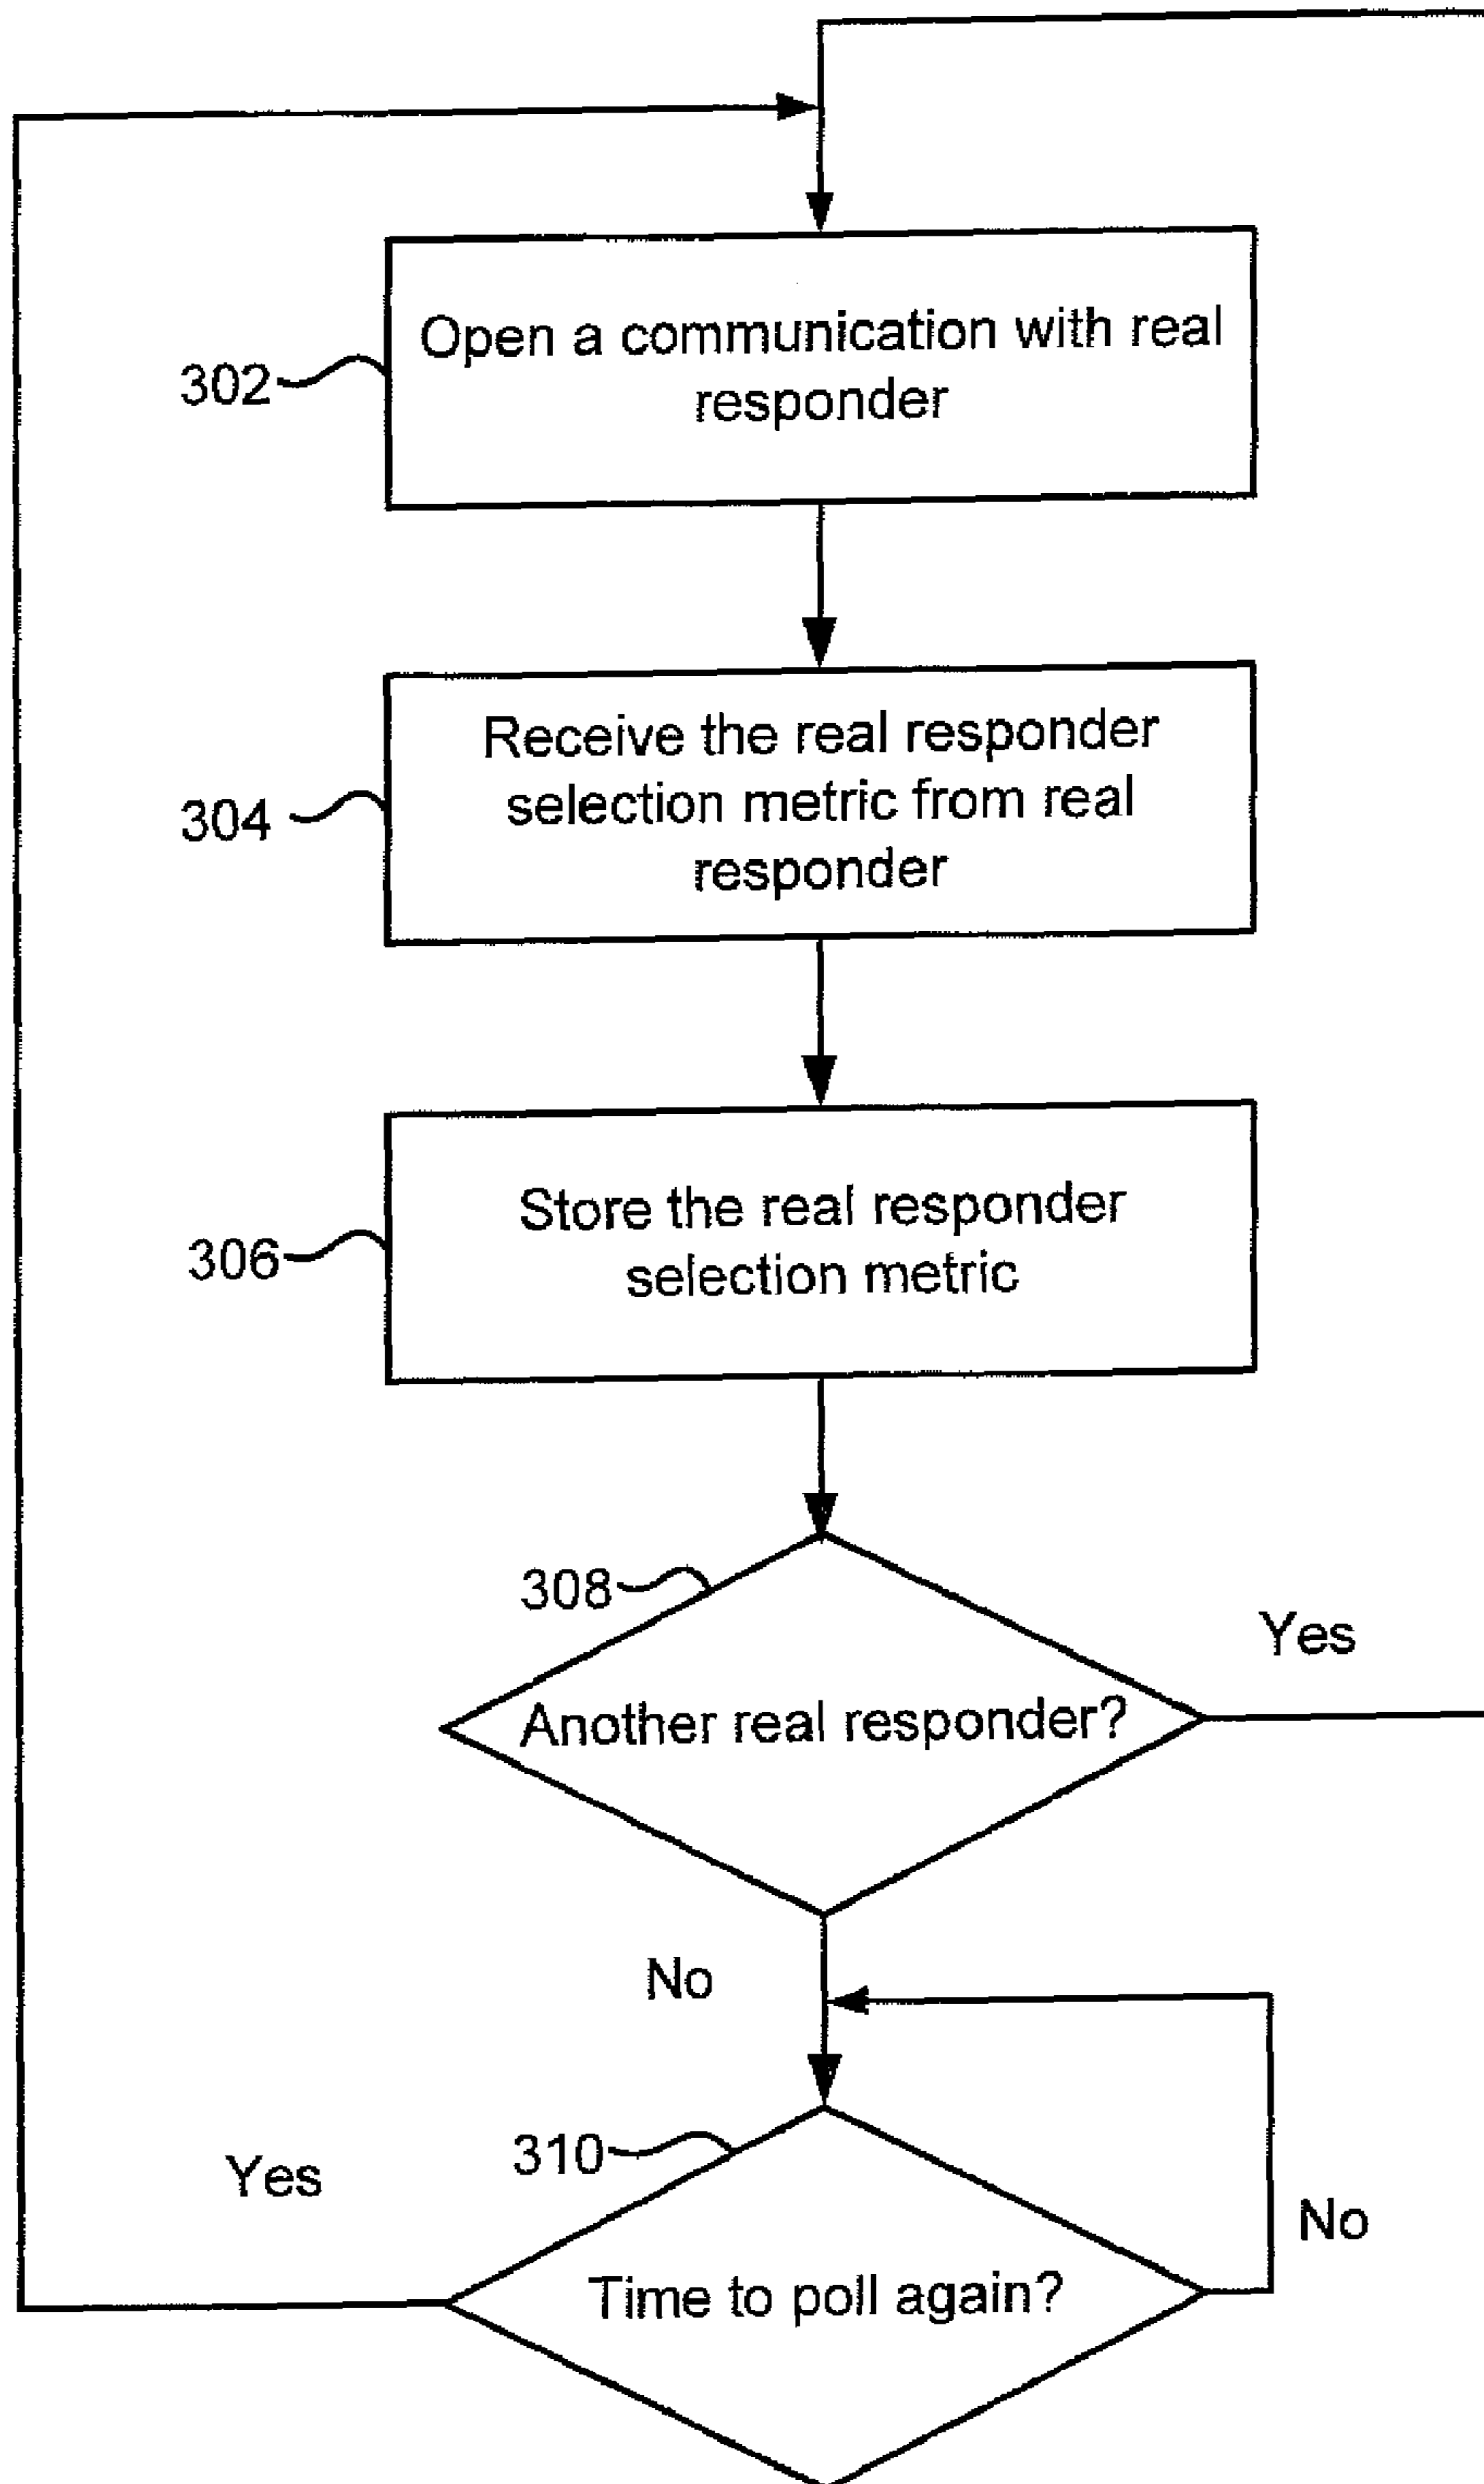 302
Open a communication with real
responder
304
Receive the real responder
selection metric from real
responder
306
Store the real responder
selection metric
308
Yes
Another real responder?
No
310
Yes
No
Time to poll again?